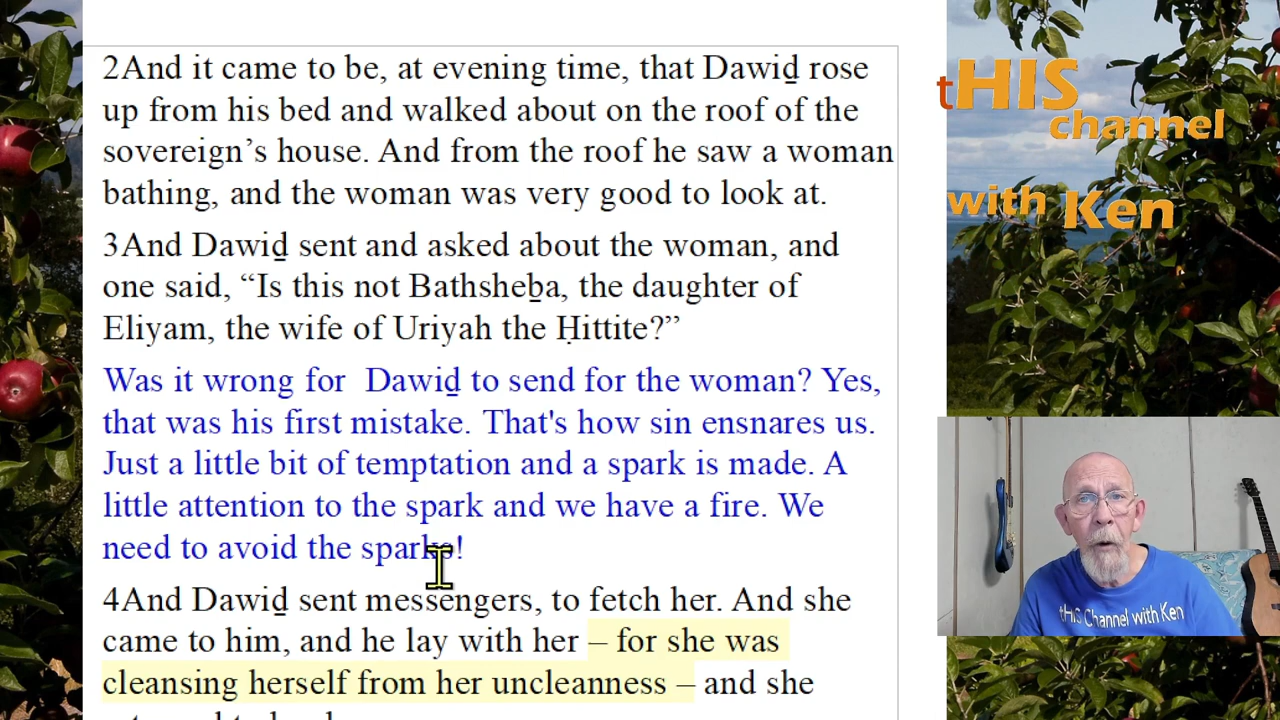 2And it came to be, at evening time, that Dawiḏ rose
up from his bed and walked about on the roof of the
sovereign’s house. And from the roof he saw a woman
bathing, and the woman was very good to look at.
3And Dawiḏ sent and asked about the woman, and
one said, “Is this not Bathsheḇa, the daughter of
Eliyam, the wife of Uriyah the Ḥittite?”
Was it wrong for  Dawiḏ to send for the woman? Yes,
that was his first mistake. That's how sin ensnares us.
Just a little bit of temptation and a spark is made. A
little attention to the spark and we have a fire. We
need to avoid the sparks!
4And Dawiḏ sent messengers, to fetch her. And she
came to him, and he lay with her – for she was
cleansing herself from her uncleanness – and she
tHIS
channel
with Ken
tHIS Channel with Ken